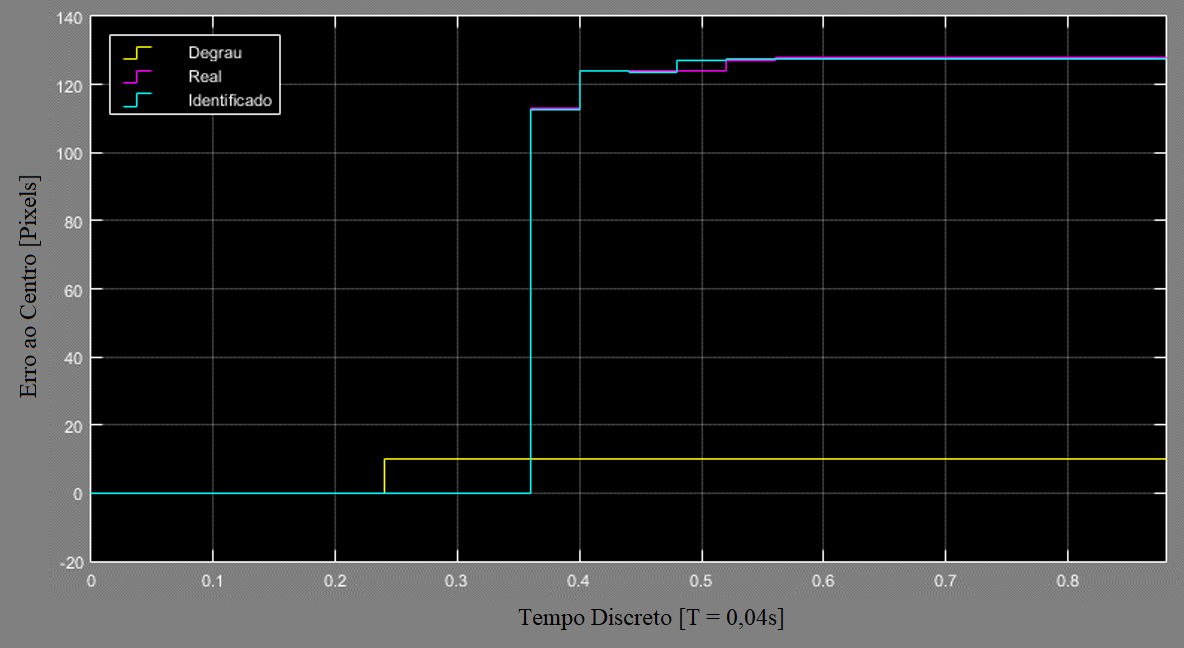 140
120
100
80
60
40
20
0
-20
Degrau
Real
Identificado
Erro ao Centro [Pixels]
0 0.1 0.2 0.3 0.4 0.5 0.6 0.7 0.8
Tempo Discreto [T = 0,04s]